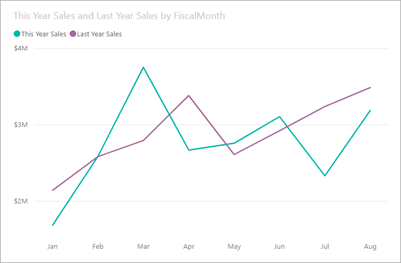 This Year Sales and Last Year Sales by FiscalMonth
This Year Sales Last Year Sales
$4M
$3M
$2M
Jan Feb Mar Apr May Jun Jul Aug